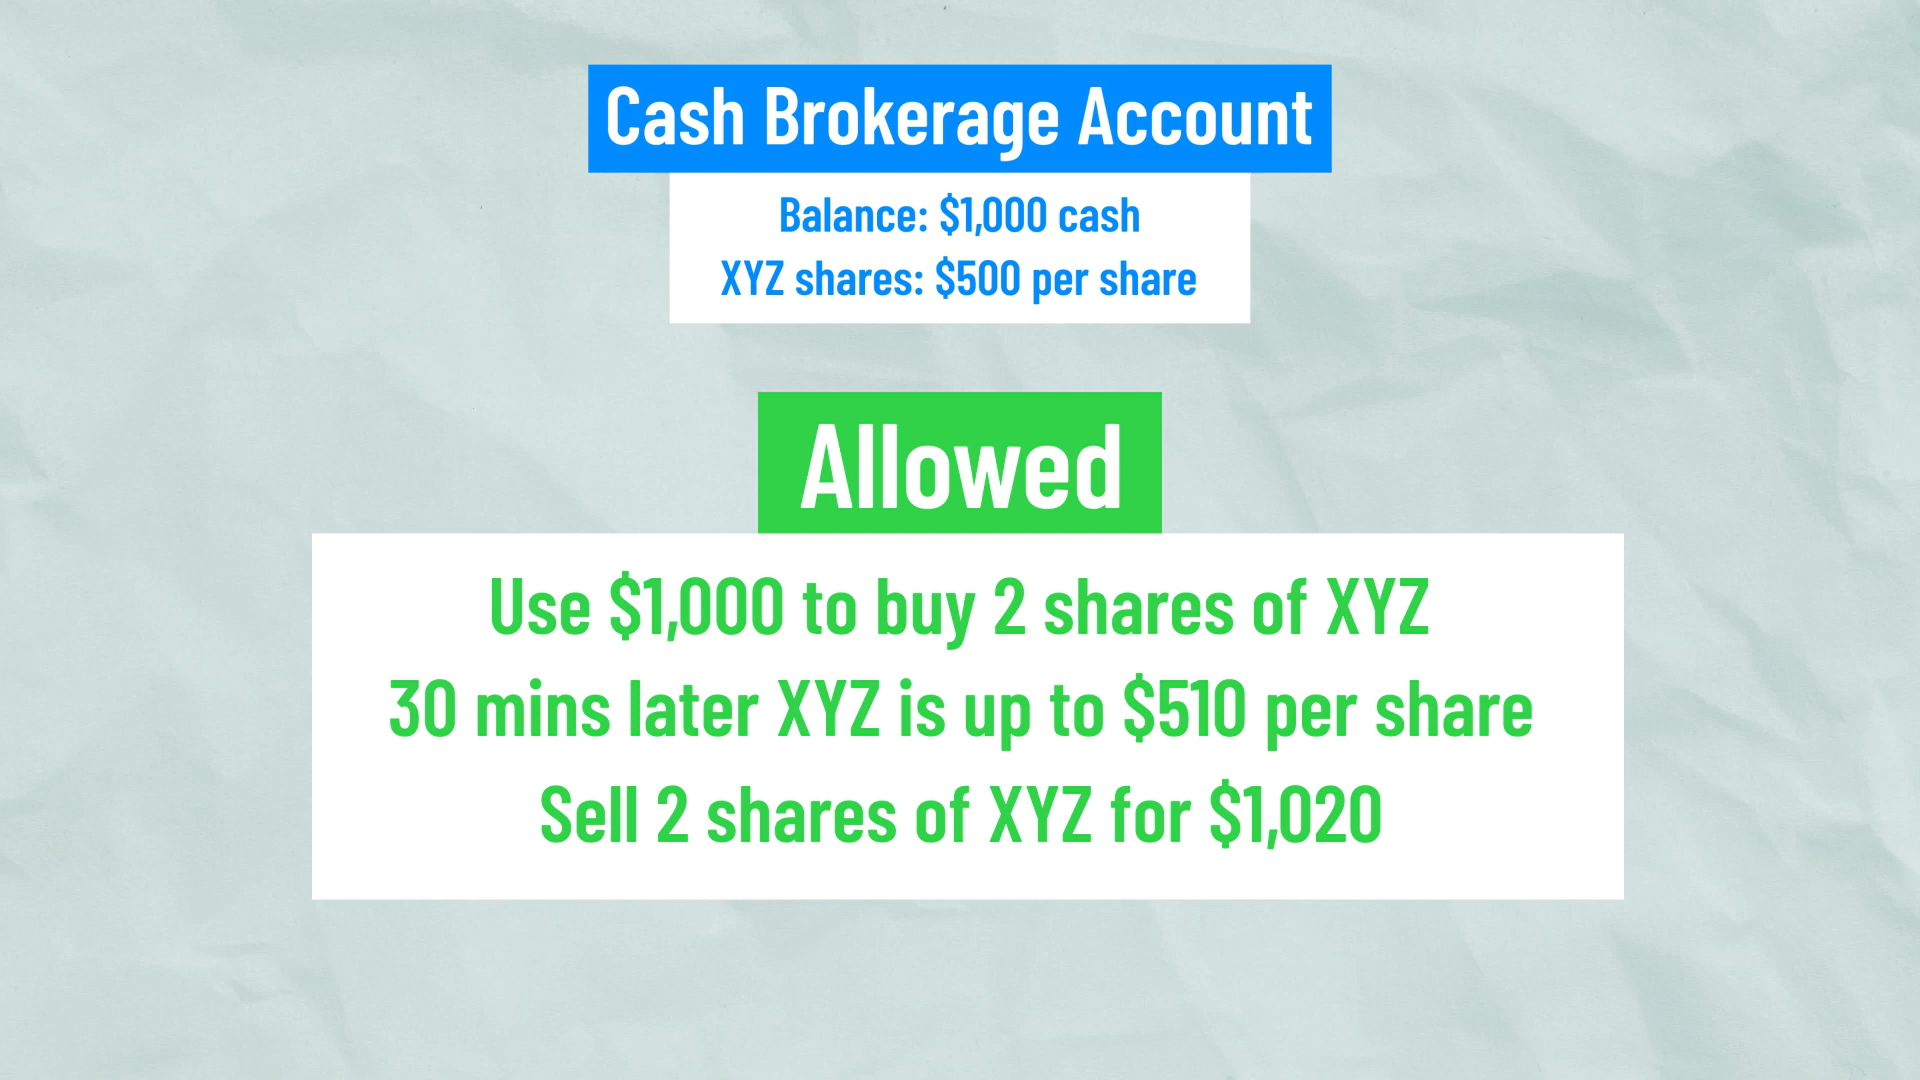 Cash Brokerage Account
Balance: $1,000 cash
XYZ shares: $500 per share
Allowed
Use $1,000 to buy 2 shares of XYZ
30 mins later XYZ is up to $510 per share
Sell 2 shares of XYZ for $1,020